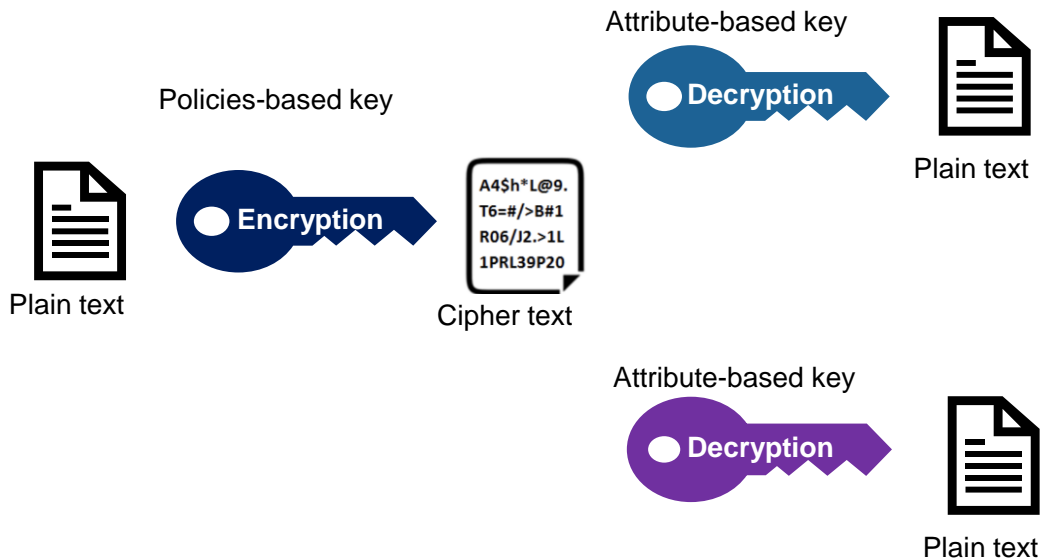 Attribute-based key
Decryption
Plain text
Policies-based key
Encryption
Plain text
A4$h*L@9.
T6=#/>B#1
R06/J2.>1L
1PRL39P20
Cipher text
Attribute-based key
Decryption
Plain text